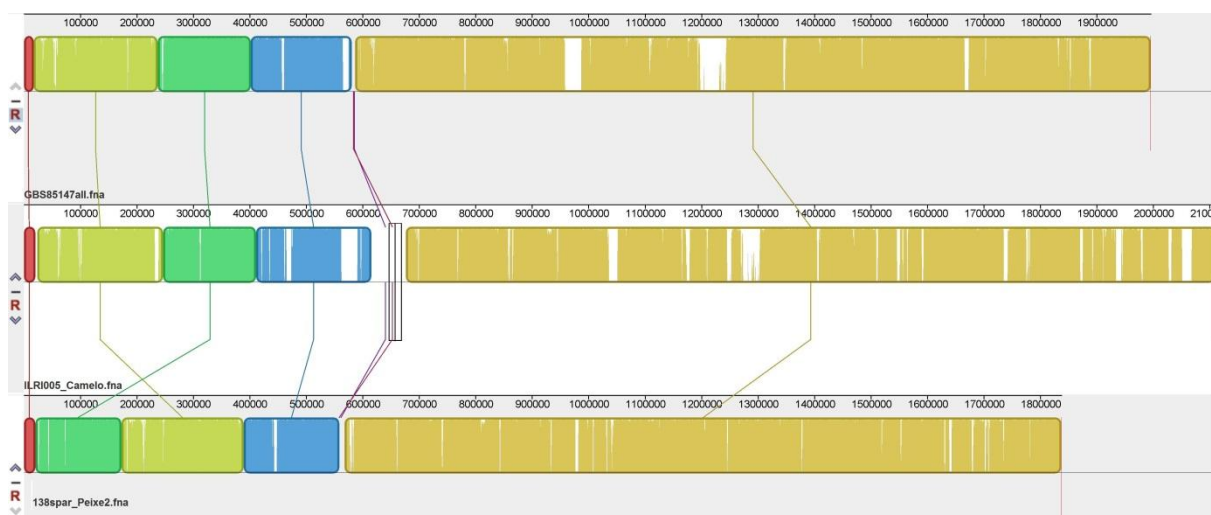 100000 200000 300000 400000 500000 600000 700000 800000 900000 1000000 1100000 1200000 1300000 1400000 1500000 1600000 1700000 1800000 1900000
R
GBS85147all.fna
100000 200000 300000 400000 500000 600000 700000 800000 900000 1000000 1100000 1200000 1300000 1400000 1500000 1600000 1700000 1800000 1900000 2000000 2100
R
ILRI005_Camelo.fna
100000 200000 300000 400000 500000 600000 700000 800000 900000 1000000 1100000 1200000 1300000 1400000 1500000 1600000 1700000 1800000
R
138spar_Peixe2.fna